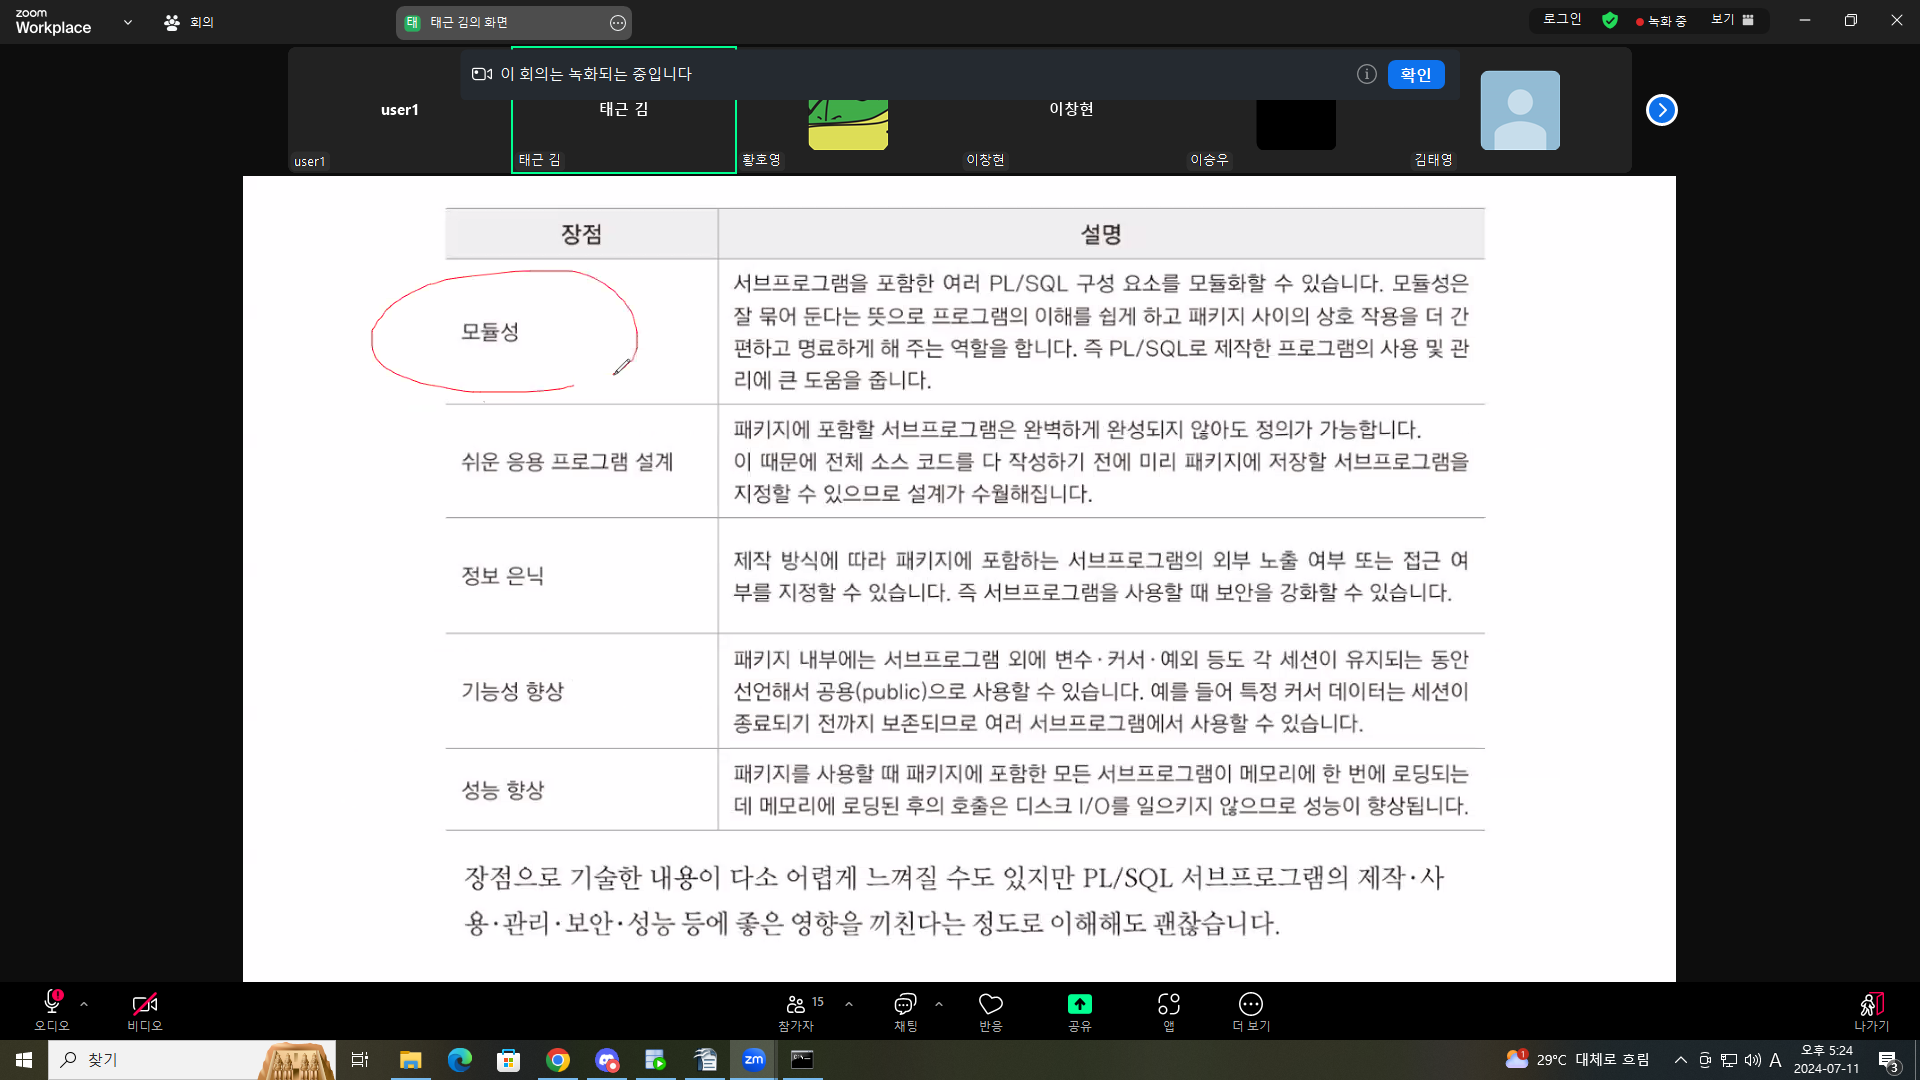 zoom
Workplace
회의
태 태근 김의 화면
로그인
녹화 중
보기
이 회의는 녹화되는 중입니다
확인
user1
태근 김
이창현
user1
태근 김
황호영
이창현
이승우
김태영
장점
설명
모듈성
서브프로그램을 포함한 여러 PL/SQL 구성 요소를 모듈화할 수 있습니다. 모듈성은
잘 묶어 둔다는 뜻으로 프로그램의 이해를 쉽게 하고 패키지 사이의 상호 작용을 더 간
편하고 명료하게 해 주는 역할을 합니다. 즉 PL/SQL로 제작한 프로그램의 사용 및 관
리에 큰 도움을 줍니다.
쉬운 응용 프로그램 설계
패키지에 포함할 서브프로그램은 완벽하게 완성되지 않아도 정의가 가능합니다.
이 때문에 전체 소스 코드를 다 작성하기 전에 미리 패키지에 저장할 서브프로그램을
지정할 수 있으므로 설계가 수월해집니다.
정보 은닉
제작 방식에 따라 패키지에 포함하는 서브프로그램의 외부 노출 여부 또는 접근 여
부를 지정할 수 있습니다. 즉 서브프로그램을 사용할 때 보안을 강화할 수 있습니다.
기능성 향상
패키지 내부에는 서브프로그램 외에 변수·커서·예외 등도 각 세션이 유지되는 동안
선언해서 공용(public)으로 사용할 수 있습니다. 예를 들어 특정 커서 데이터는 세션이
종료되기 전까지 보존되므로 여러 서브프로그램에서 사용할 수 있습니다.
성능 향상
패키지를 사용할 때 패키지에 포함한 모든 서브프로그램이 메모리에 한 번에 로딩되는
데 메모리에 로딩된 후의 호출은 디스크 I/O를 일으키지 않으므로 성능이 향상됩니다.
장점으로 기술한 내용이 다소 어렵게 느껴질 수도 있지만 PL/SQL 서브프로그램의 제작·사
용·관리·보안·성능 등에 좋은 영향을 끼친다는 정도로 이해해도 괜찮습니다.
오디오
비디오
참가자
15
채팅
반응
공유
앱
더 보기
나가기
찾기
zm
1
29°C 대체로 흐림
A
오후 5:24
2024-07-11
3